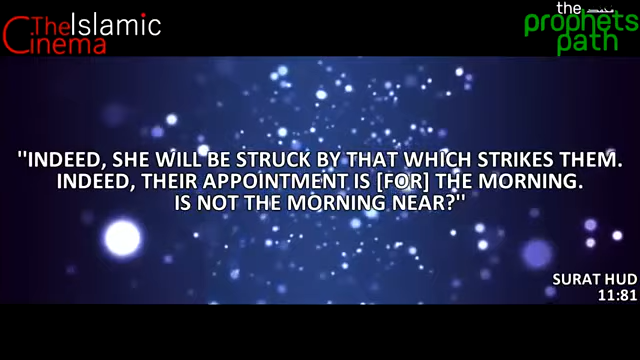 The Islamic
Cinema
the
prophets
path
"INDEED, SHE WILL BE STRUCK BY THAT WHICH STRIKES THEM.
INDEED, THEIR APPOINTMENT IS [FOR] THE MORNING.
IS NOT THE MORNING NEAR?"
SURAT HUD
11:81